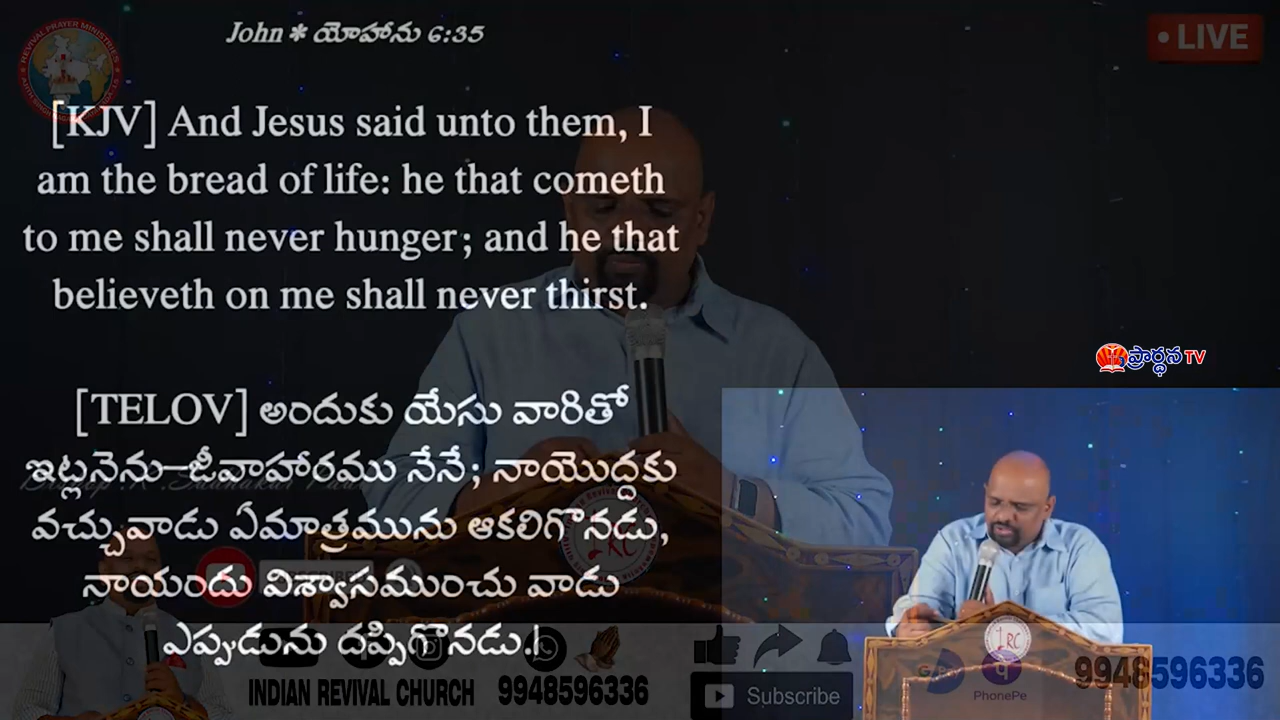 John * యోహాను 6:35
• LIVE
[KJV] And Jesus said unto them, I
am the bread of life: he that cometh
to me shall never hunger; and he that
believeth on me shall never thirst.
ప్రార్థన TV
[TELOV] అందుకు యేసు వారితో
ఇట్లనెను–జీవాహారము నేనే; నాయొద్దకు
వచ్చువాడు ఏమాత్రమును ఆకలిగొనడు,
నాయందు విశ్వాసముంచు వాడు
ఎప్పుడును దప్పిగొనడు.|
IRC
G Pay
PhonePe
INDIAN REVIVAL CHURCH 9948596336
Subscribe
9948596336